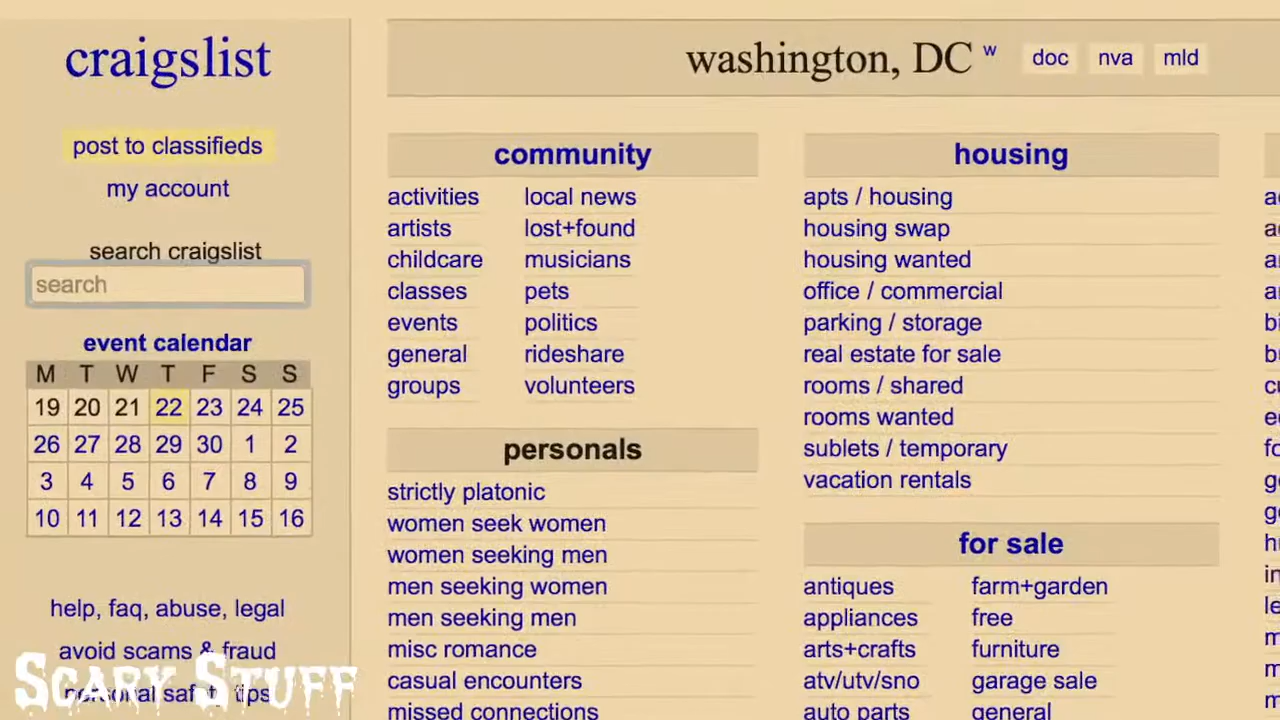 craigslist
post to classifieds
my account
search craigslist
search
event calendar
M T W T F S S
19 20 21 22 23 24 25
26 27 28 29 30 1 2
3 4 5 6 7 8 9
10 11 12 13 14 15 16
help, faq, abuse, legal
avoid scams & fraud
personal safety tips
Scary Stuff
washington, DC w doc nva mld
community
activities local news
artists lost+found
childcare musicians
classes pets
events politics
general rideshare
groups volunteers
personals
strictly platonic
women seek women
women seeking men
men seeking women
men seeking men
misc romance
casual encounters
missed connections
housing
apts / housing
housing swap
housing wanted
office / commercial
parking / storage
real estate for sale
rooms / shared
rooms wanted
sublets / temporary
vacation rentals
for sale
antiques farm+garden
appliances free
arts+crafts furniture
atv/utv/sno garage sale
auto parts general